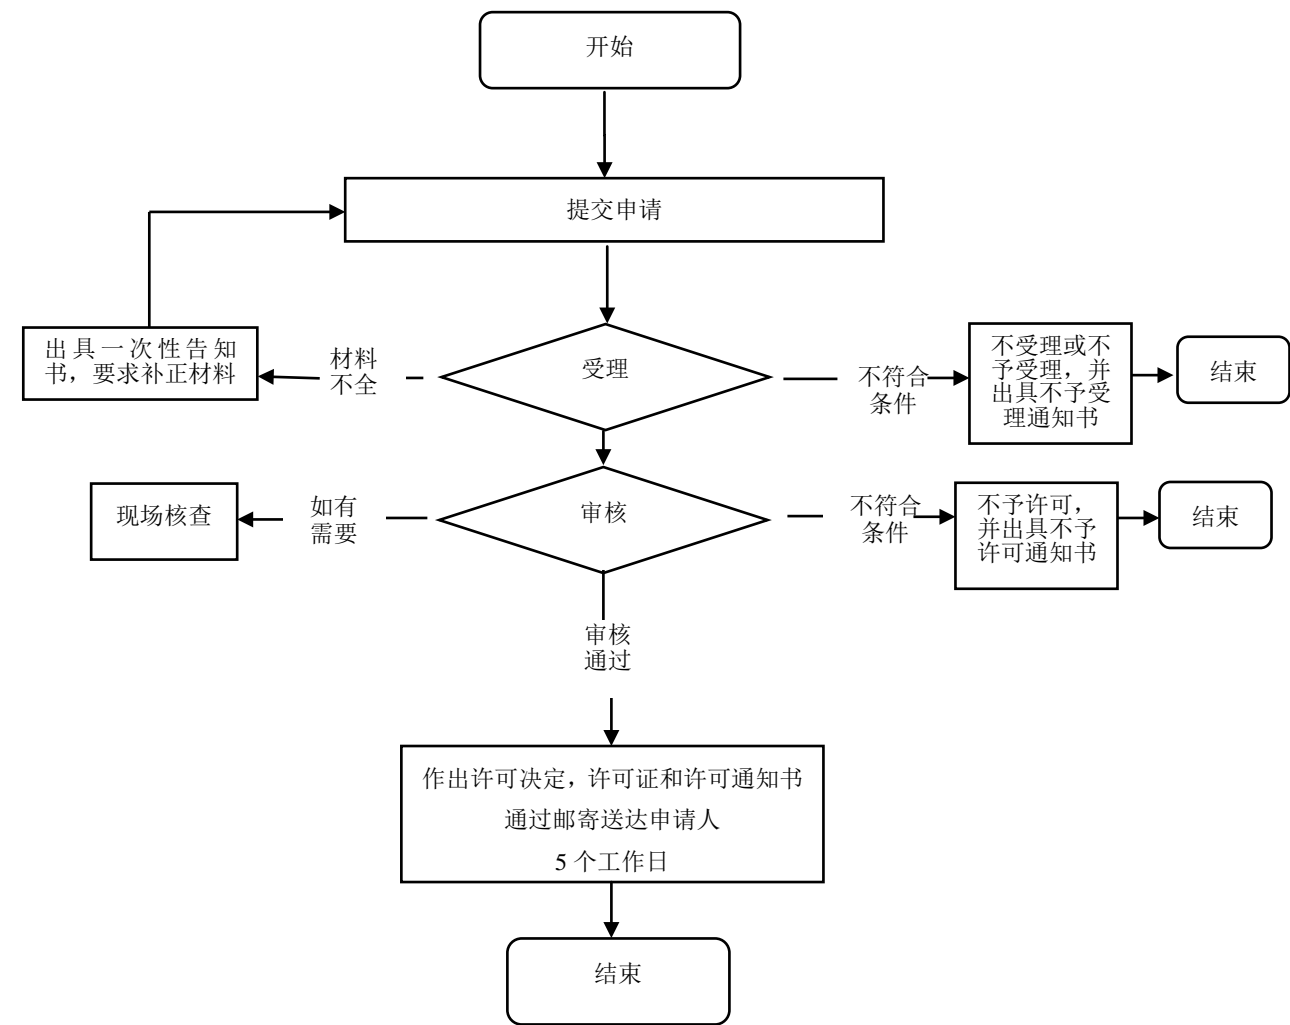 开始
提交申请
出具一次性告知
书，要求补正材料
材料
不全
受理
不符合
条件
不受理或不
予受理，并
出具不予受
理通知书
结束
现场核查
如有
需要
审核
不符合
条件
不予许可，
并出具不予
许可通知书
结束
审核
通过
作出许可决定，许可证和许可通知书
通过邮寄送达申请人
5 个工作日
结束